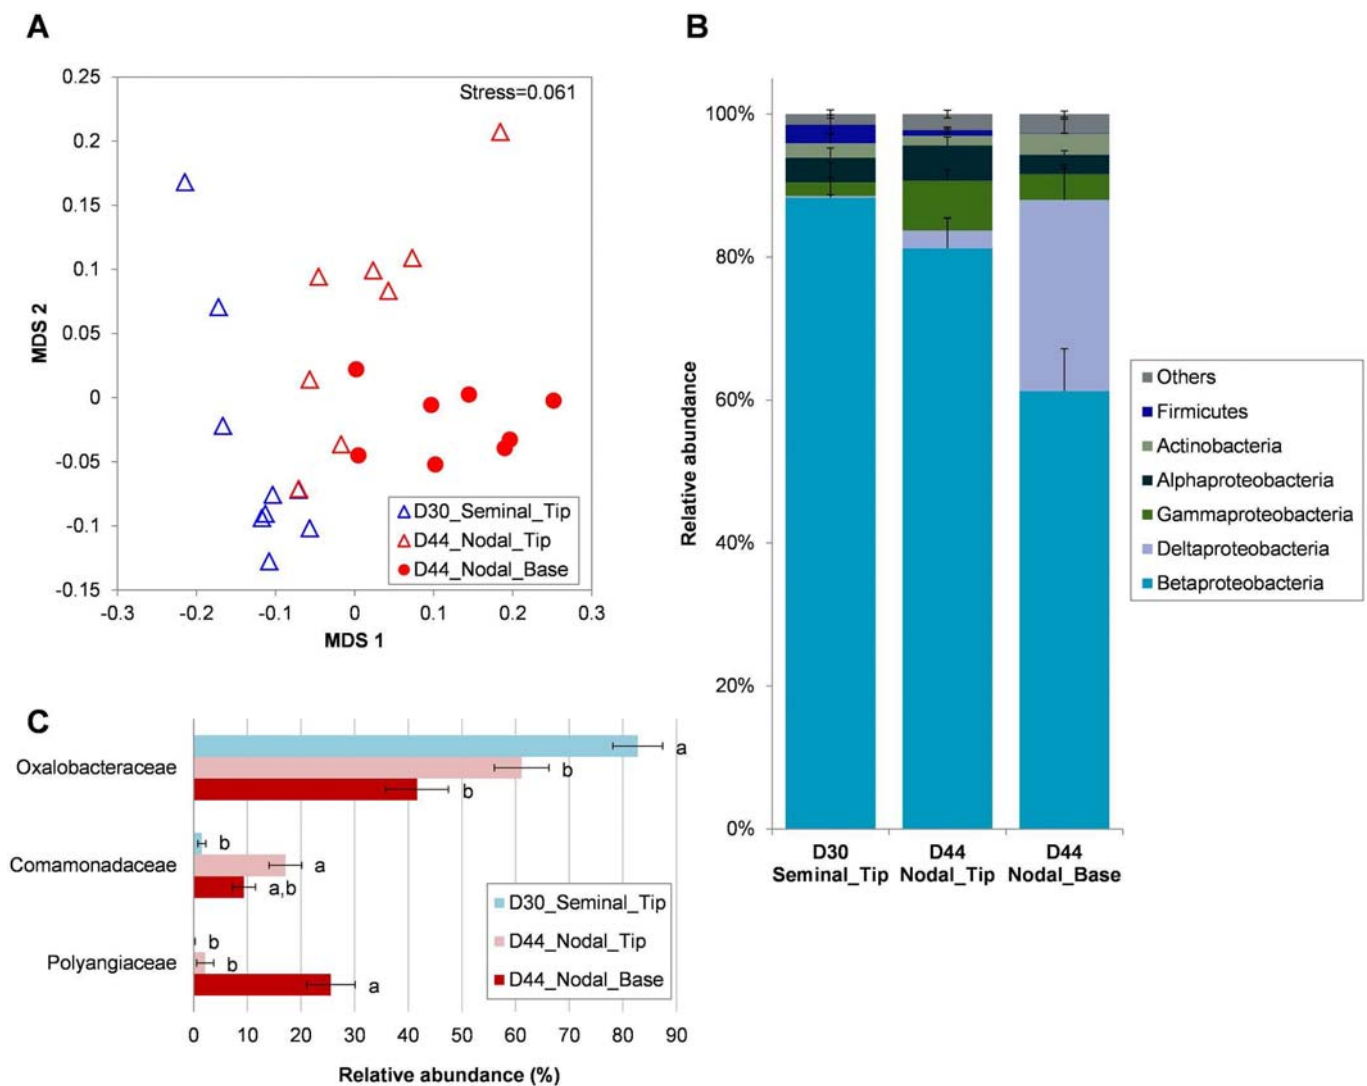 A
0.25
0.2
0.15
0.1
0.05
0
-0.05
-0.1
-0.15
MDS 2
Stress=0.061
D30_Seminal_Tip
D44_Nodal_Tip
D44_Nodal_Base
-0.3
-0.2
-0.1
0
0.1
0.2
0.3
MDS 1
B
100%
80%
60%
40%
20%
0%
Relative abundance
D30
Seminal_Tip
D44
Nodal_Tip
D44
Nodal_Base
Others
Firmicutes
Actinobacteria
Alphaproteobacteria
Gammaproteobacteria
Deltaproteobacteria
Betaproteobacteria
C
Oxalobacteraceae
a
b
b
Comamonadaceae
b
a
a,b
Polyangiaceae
b
b
a
D30_Seminal_Tip
D44_Nodal_Tip
D44_Nodal_Base
0
10
20
30
40
50
60
70
80
90
Relative abundance (%)